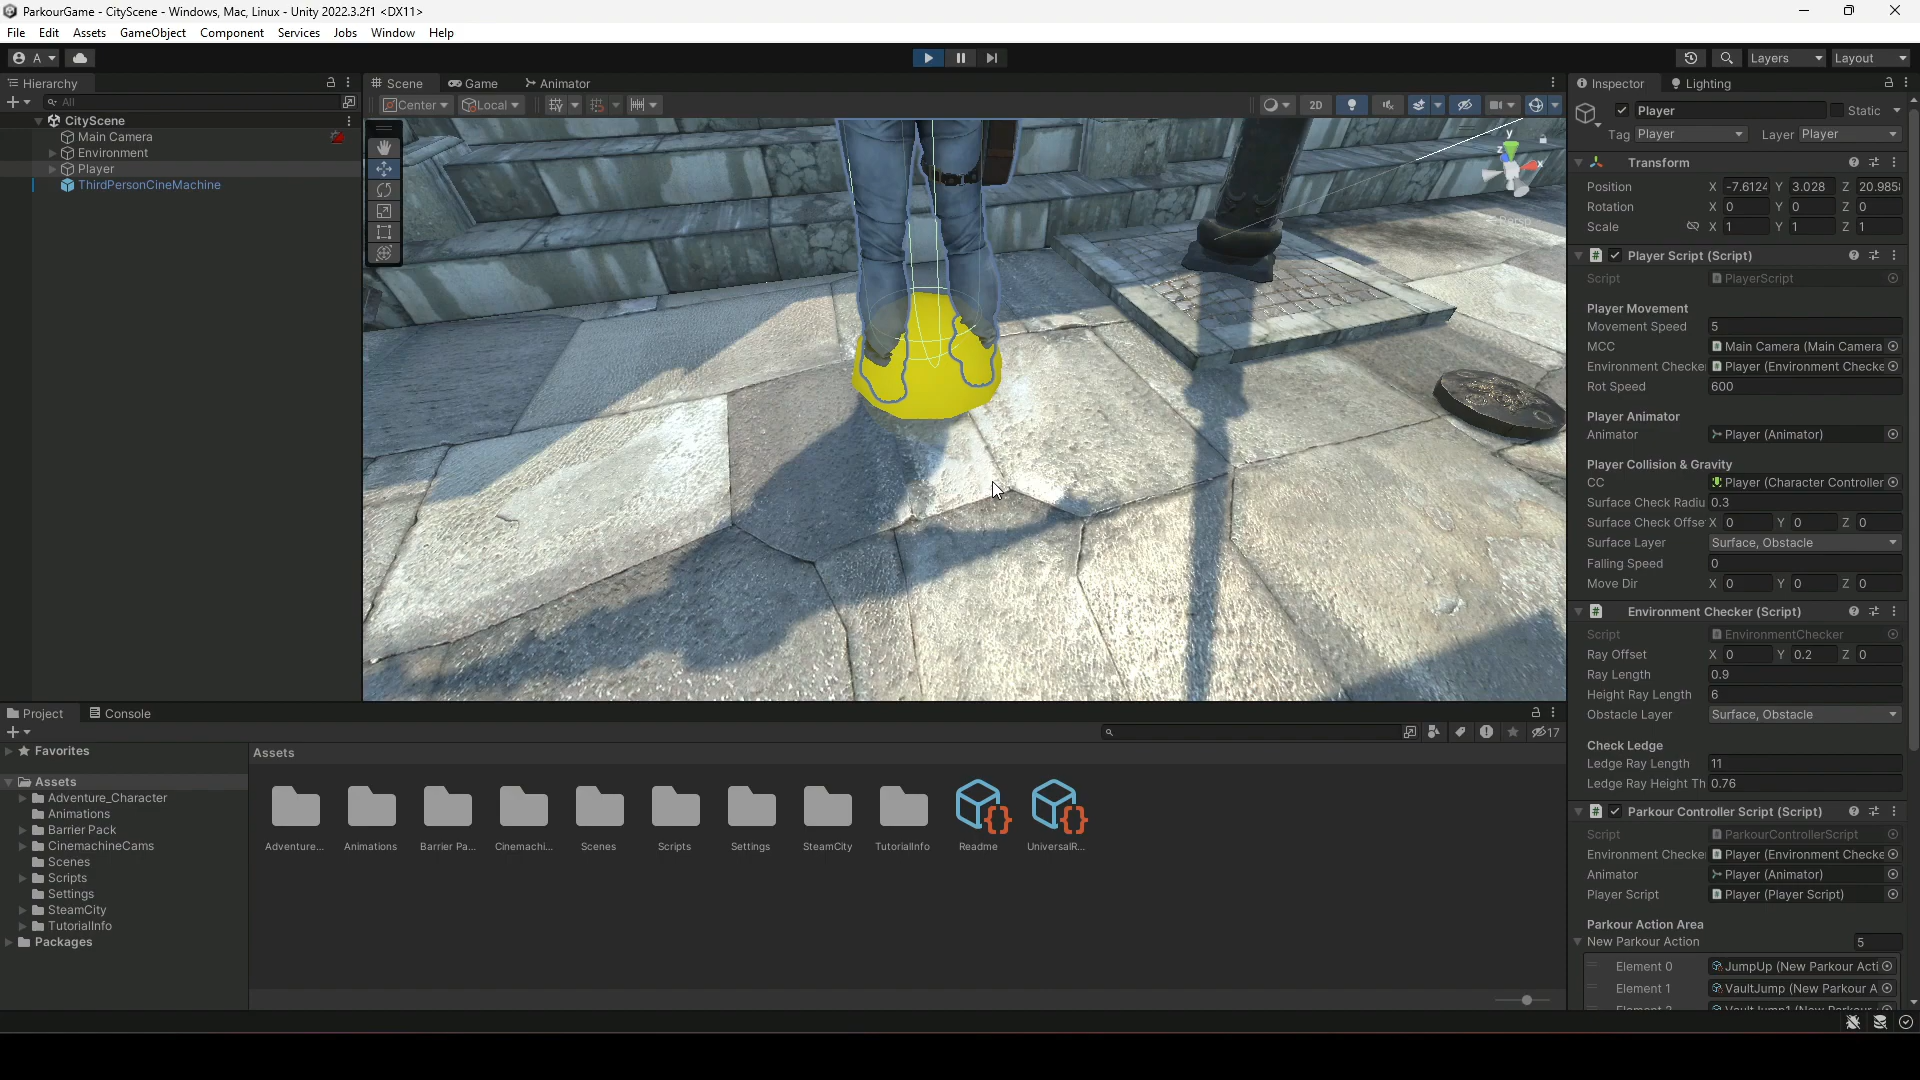 ParkourGame - CityScene - Windows, Mac, Linux - Unity 2022.3.2f1 <DX11>
File Edit Assets GameObject Component Services Jobs Window Help
A Layers Layout
Hierarchy Scene Game Animator Inspector Lighting
All Center Local 2D
CityScene
Main Camera
Environment
Player
ThirdPersonCineMachine
y
z x
Persp
Player Static
Tag Player Layer Player
Transform
Position X -7.6124 Y 3.028 Z 20.985
Rotation X 0 Y 0 Z 0
Scale X 1 Y 1 Z 1
# Player Script (Script)
Script PlayerScript
Player Movement
Movement Speed 5
MCC Main Camera (Main Camera
Environment Checke Player (Environment Checke
Rot Speed 600
Player Animator
Animator Player (Animator)
Player Collision & Gravity
CC Player (Character Controller
Surface Check Radiu 0.3
Surface Check Offse X 0 Y 0 Z 0
Surface Layer Surface, Obstacle
Falling Speed 0
Move Dir X 0 Y 0 Z 0
# Environment Checker (Script)
Script EnvironmentChecker
Ray Offset X 0 Y 0.2 Z 0
Ray Length 0.9
Height Ray Length 6
Obstacle Layer Surface, Obstacle
Check Ledge
Ledge Ray Length 11
Ledge Ray Height Th 0.76
# Parkour Controller Script (Script)
Script ParkourControllerScript
Environment Checke Player (Environment Checke
Animator Player (Animator)
Player Script Player (Player Script)
Parkour Action Area
New Parkour Action 5
Element 0 JumpUp (New Parkour Acti
Element 1 VaultJump (New Parkour A
Element 2 VaultJump1 (New Parkour
Project Console
17
Favorites
Assets
Adventure_Character
Animations
Barrier Pack
CinemachineCams
Scenes
Scripts
Settings
SteamCity
TutorialInfo
Packages
Assets
Adventure... Animations Barrier Pa... Cinemachi... Scenes Scripts Settings SteamCity TutorialInfo Readme UniversalR...